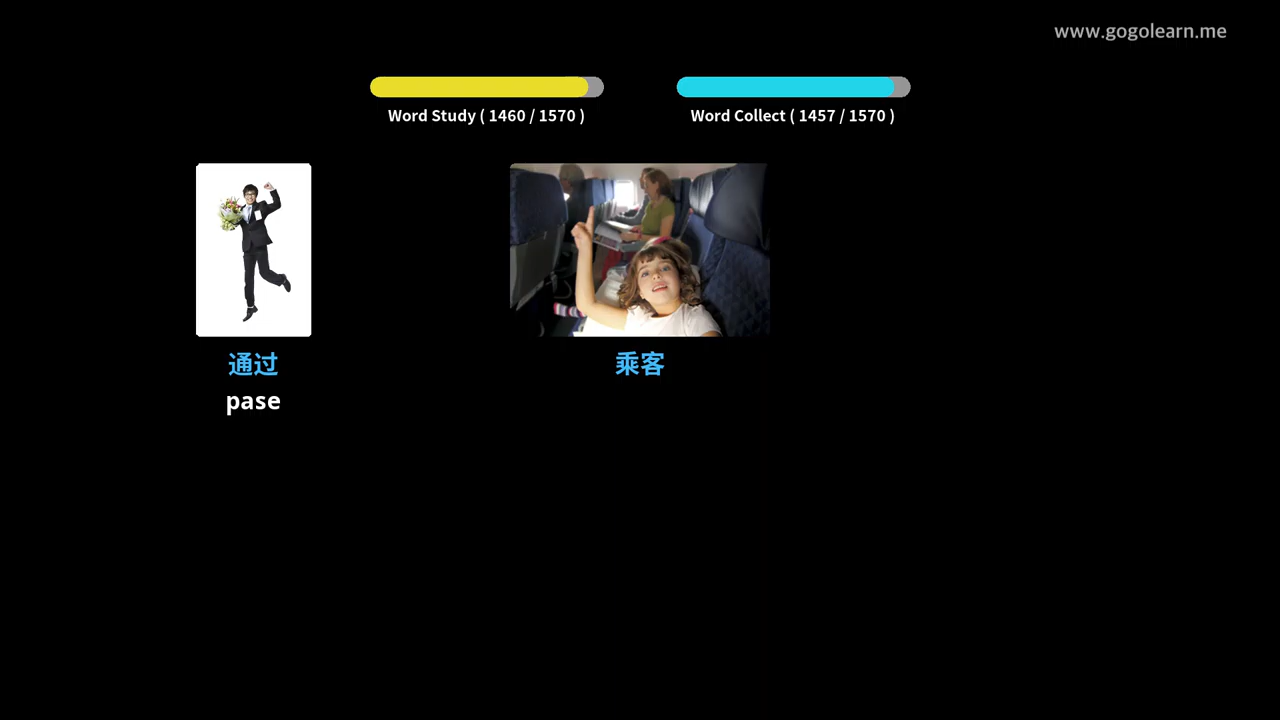 www.gogolearn.me
Word Study ( 1460 / 1570 )
Word Collect ( 1457 / 1570 )
通过
pase
乘客